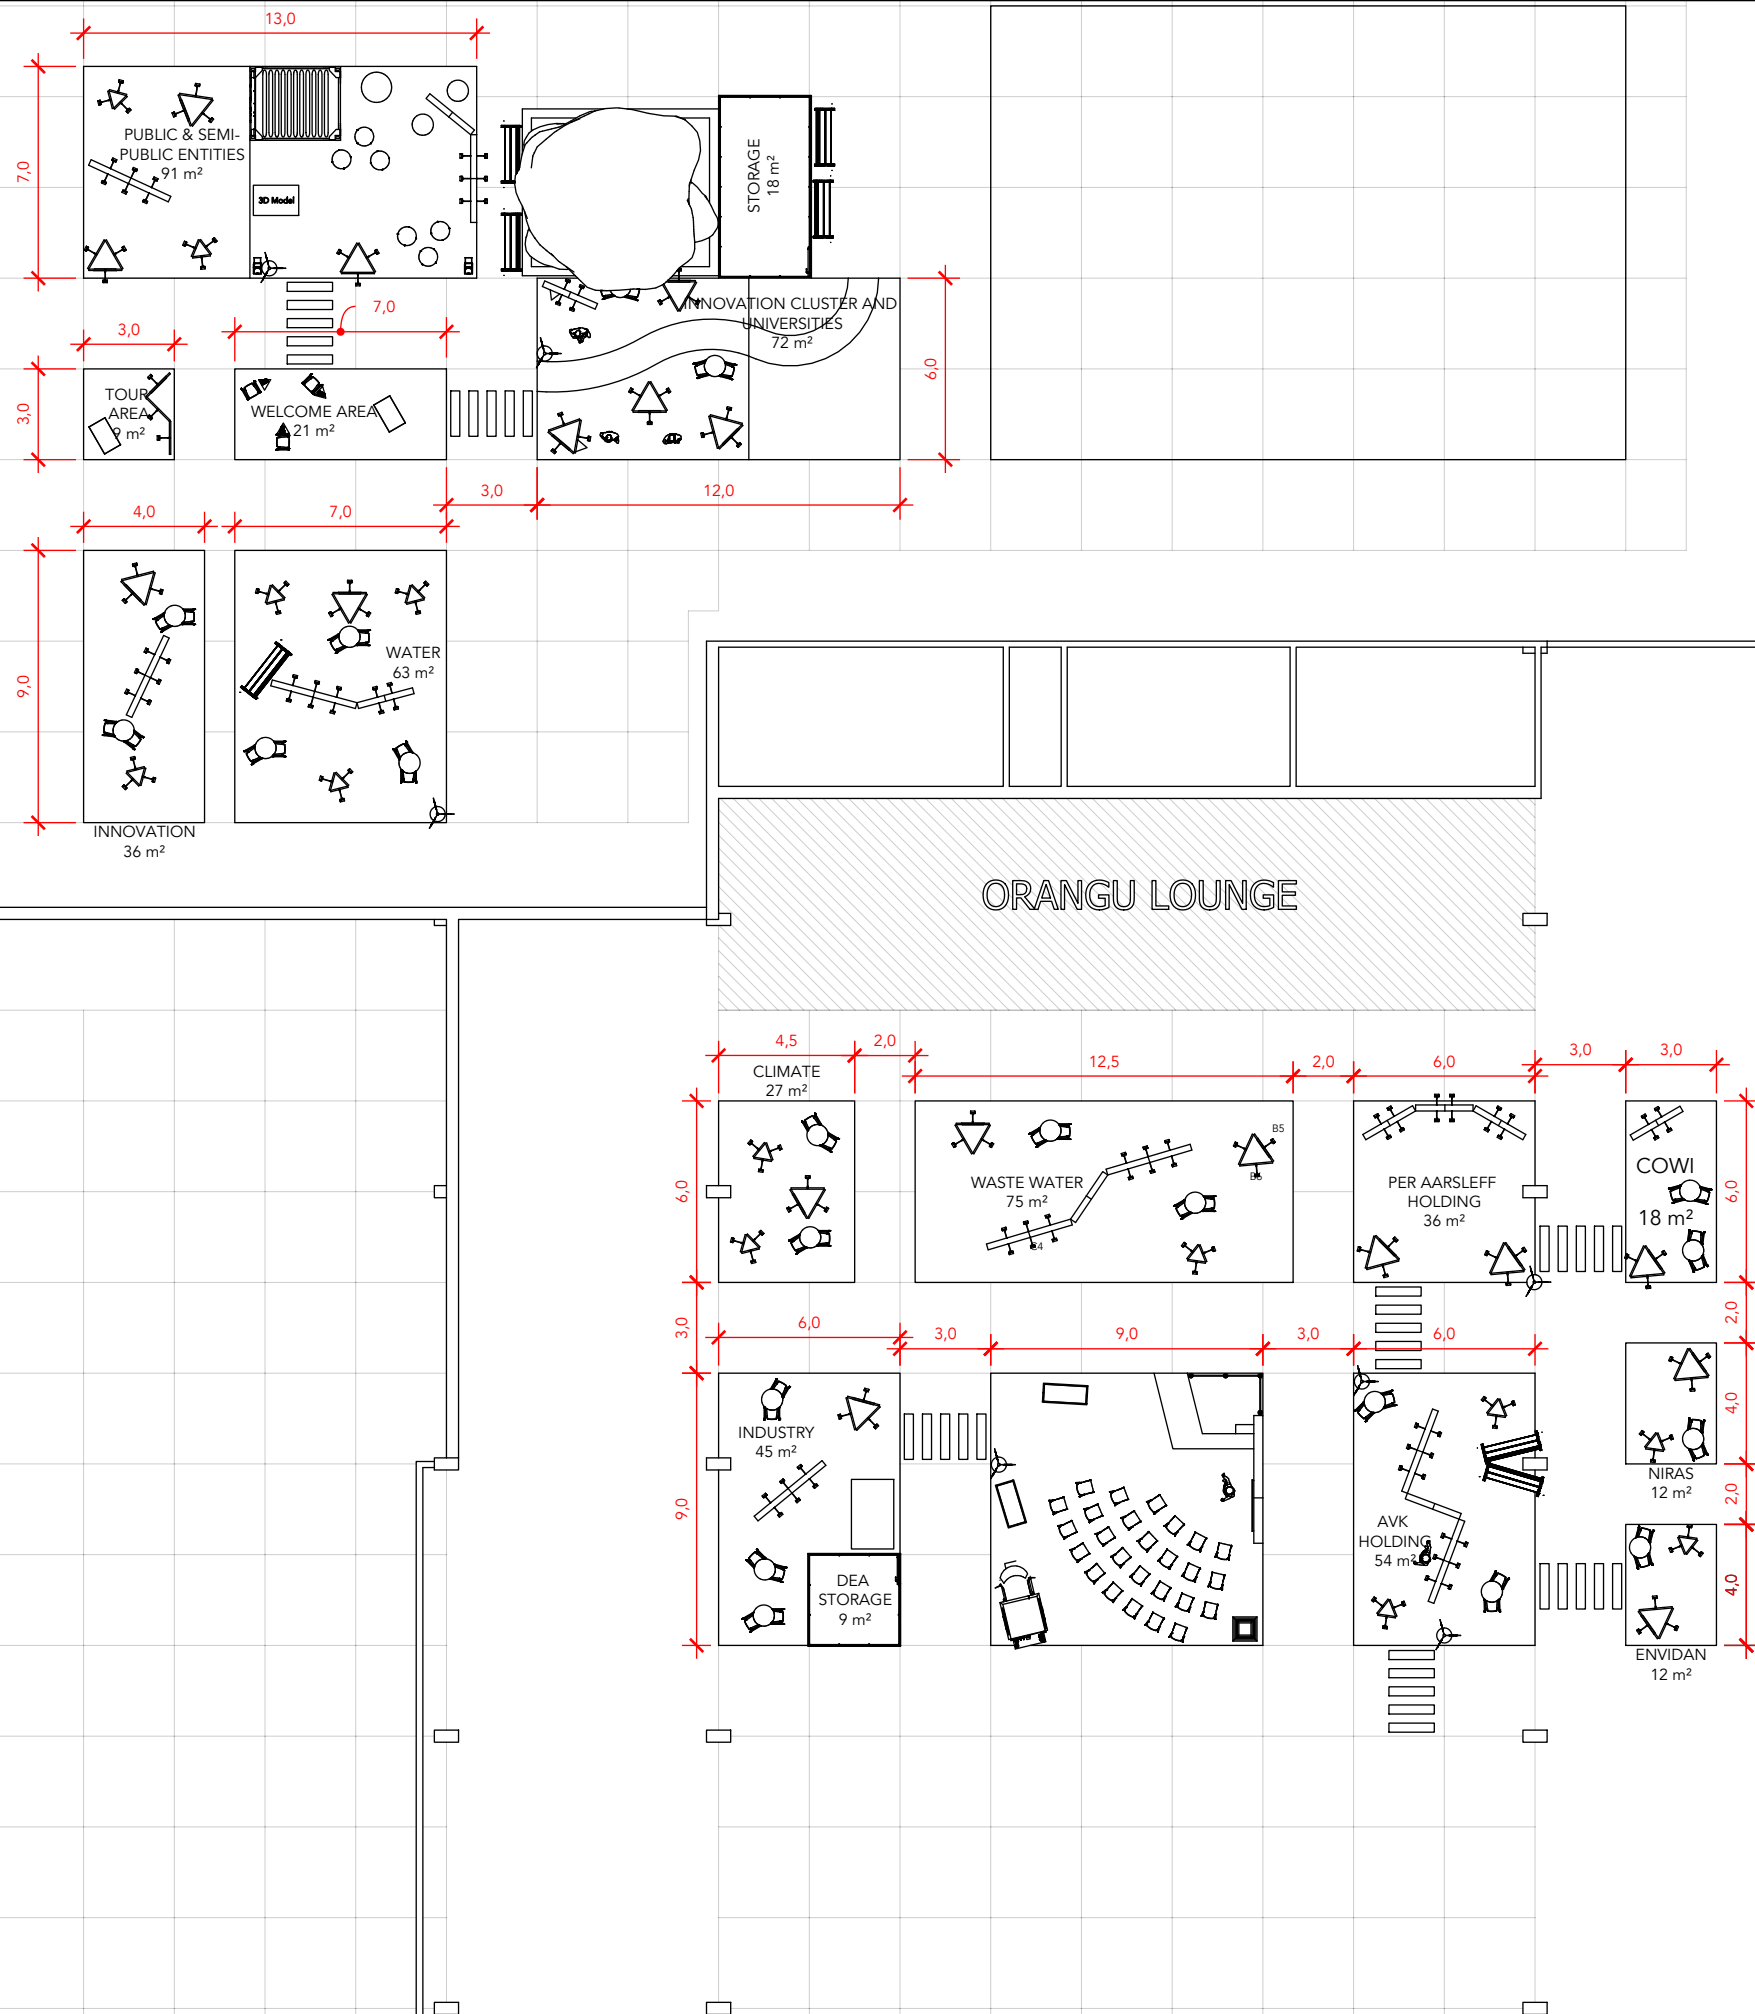 13,0
7,0
PUBLIC & SEMI-
PUBLIC ENTITIES
91 m²
3D Model
STORAGE
18 m²
7,0
3,0
3,0
TOUR
AREA
9 m²
WELCOME AREA
21 m²
INNOVATION CLUSTER AND
UNIVERSITIES
72 m²
6,0
3,0
12,0
4,0
7,0
9,0
WATER
63 m²
INNOVATION
36 m²
ORANGU LOUNGE
4,5
2,0
12,5
2,0
6,0
3,0
3,0
CLIMATE
27 m²
6,0
WASTE WATER
75 m²
B5
B6
C4
PER AARSLEFF
HOLDING
36 m²
COWI
18 m²
6,0
2,0
3,0
6,0
3,0
9,0
3,0
6,0
9,0
INDUSTRY
45 m²
DEA
STORAGE
9 m²
AVK
HOLDING
54 m²
4,0
NIRAS
12 m²
2,0
4,0
ENVIDAN
12 m²